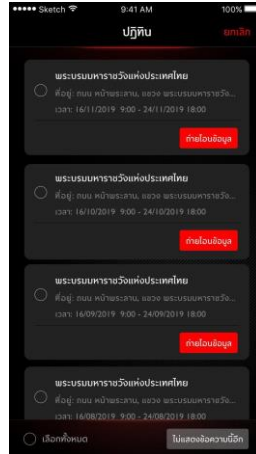 Sketch 9:41 AM 100%
ปฏิทิน ยกเลิก
พระบรมมหาราชวังแห่งประเทศไทย
ที่อยู่: ถนน หน้าพระลาน, แขวง พระบรมมหาราชวัง...
เวลา: 16/11/2019 9:00 - 24/11/2019 18:00
ถ่ายโอนข้อมูล
พระบรมมหาราชวังแห่งประเทศไทย
ที่อยู่: ถนน หน้าพระลาน, แขวง พระบรมมหาราชวัง...
เวลา: 16/10/2019 9:00 - 24/10/2019 18:00
ถ่ายโอนข้อมูล
พระบรมมหาราชวังแห่งประเทศไทย
ที่อยู่: ถนน หน้าพระลาน, แขวง พระบรมมหาราชวัง...
เวลา: 16/09/2019 9:00 - 24/09/2019 18:00
ถ่ายโอนข้อมูล
พระบรมมหาราชวังแห่งประเทศไทย
ที่อยู่: ถนน หน้าพระลาน, แขวง พระบรมมหาราชวัง...
เวลา: 16/08/2019 9:00 - 24/08/2019 18:00
เลือกทั้งหมด ไม่แสดงข้อความนี้อีก